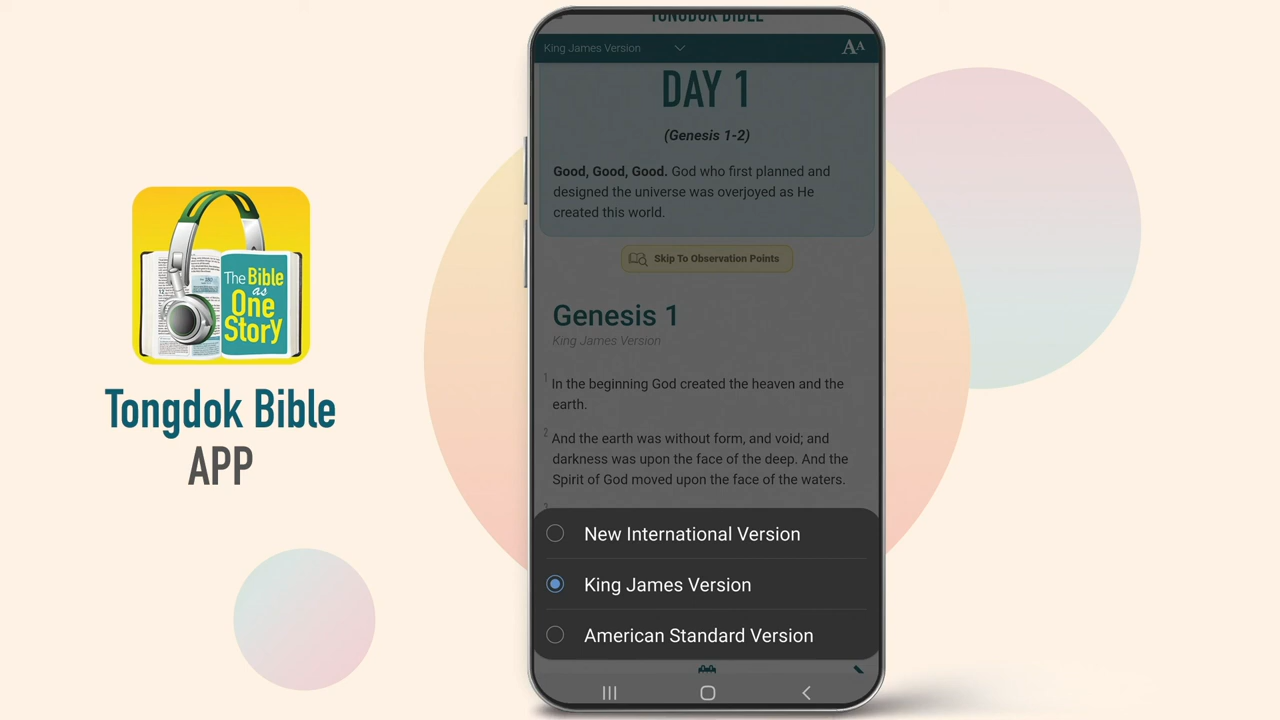 The Bible
as
One
Story
Tongdok Bible
APP
TONGDOK BIBLE
King James Version
AA
DAY 1
(Genesis 1-2)
Good, Good, Good. God who first planned and
designed the universe was overjoyed as He
created this world.
Skip To Observation Points
Genesis 1
King James Version
1 In the beginning God created the heaven and the
earth.
2 And the earth was without form, and void; and
darkness was upon the face of the deep. And the
Spirit of God moved upon the face of the waters.
New International Version
King James Version
American Standard Version